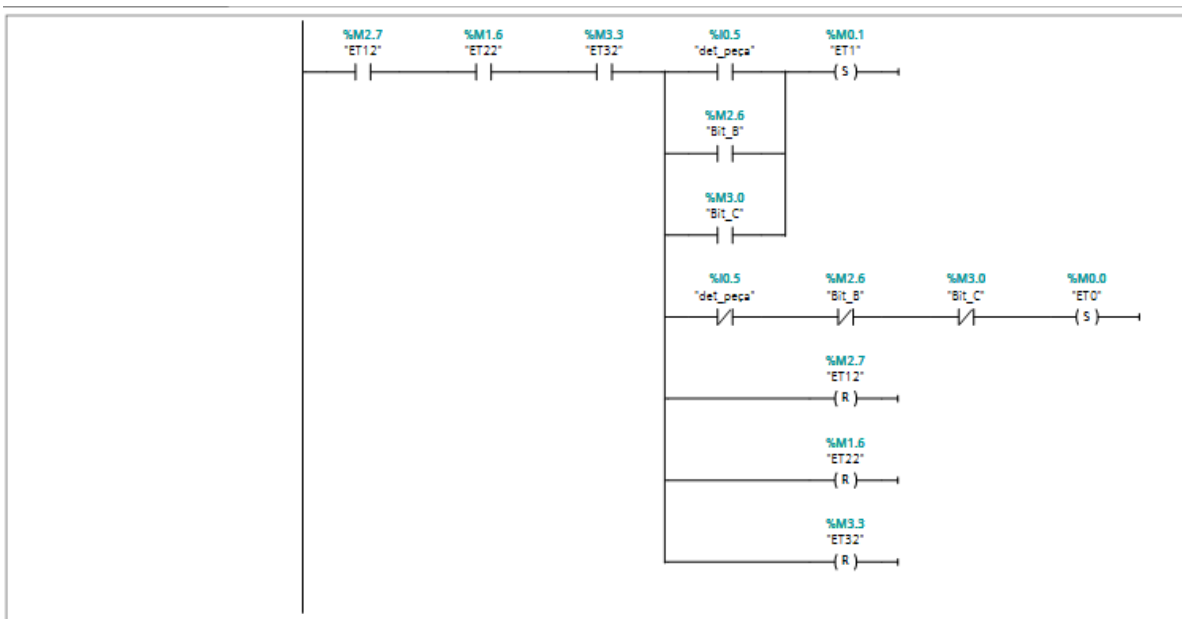 %M2.7 %M1.6 %M3.3 %I0.5 %M0.1
"ET12" "ET22" "ET32" "det_peça" "ET1"
S
%M2.6
"Bit_B"
%M3.0
"Bit_C"
%I0.5 %M2.6 %M3.0 %M0.0
"det_peça" "Bit_B" "Bit_C" "ET0"
S
%M2.7
"ET12"
R
%M1.6
"ET22"
R
%M3.3
"ET32"
R